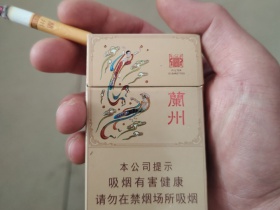 蘭州
本公司提示
吸烟有害健康
请勿在禁烟场所吸烟